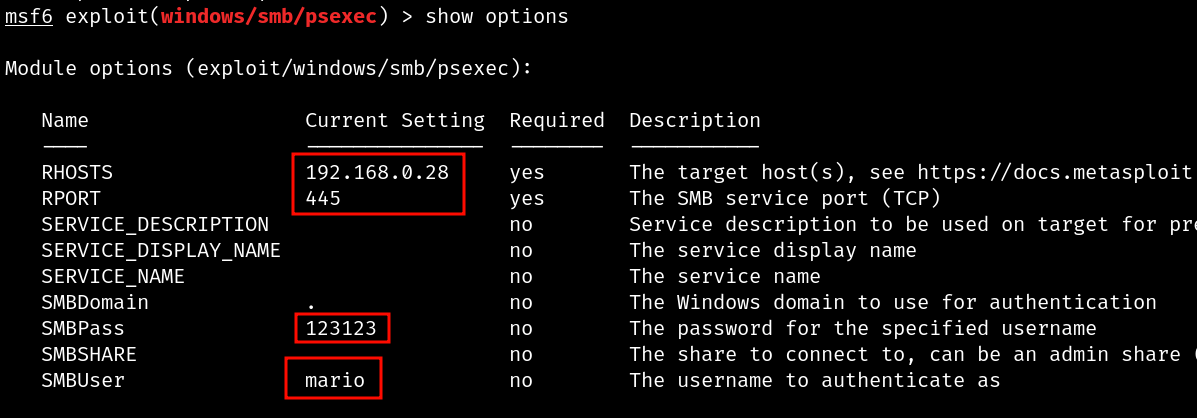 msf6 exploit(windows/smb/psexec) > show options
Module options (exploit/windows/smb/psexec):
Name Current Setting Required Description
RHOSTS 192.168.0.28 yes The target host(s), see https://docs.metasploit
RPORT 445 yes The SMB service port (TCP)
SERVICE_DESCRIPTION no Service description to be used on target for pre
SERVICE_DISPLAY_NAME no The service display name
SERVICE_NAME no The service name
SMBDomain . no The Windows domain to use for authentication
SMBPass 123123 no The password for the specified username
SMBSHARE no The share to connect to, can be an admin share (
SMBUser mario no The username to authenticate as